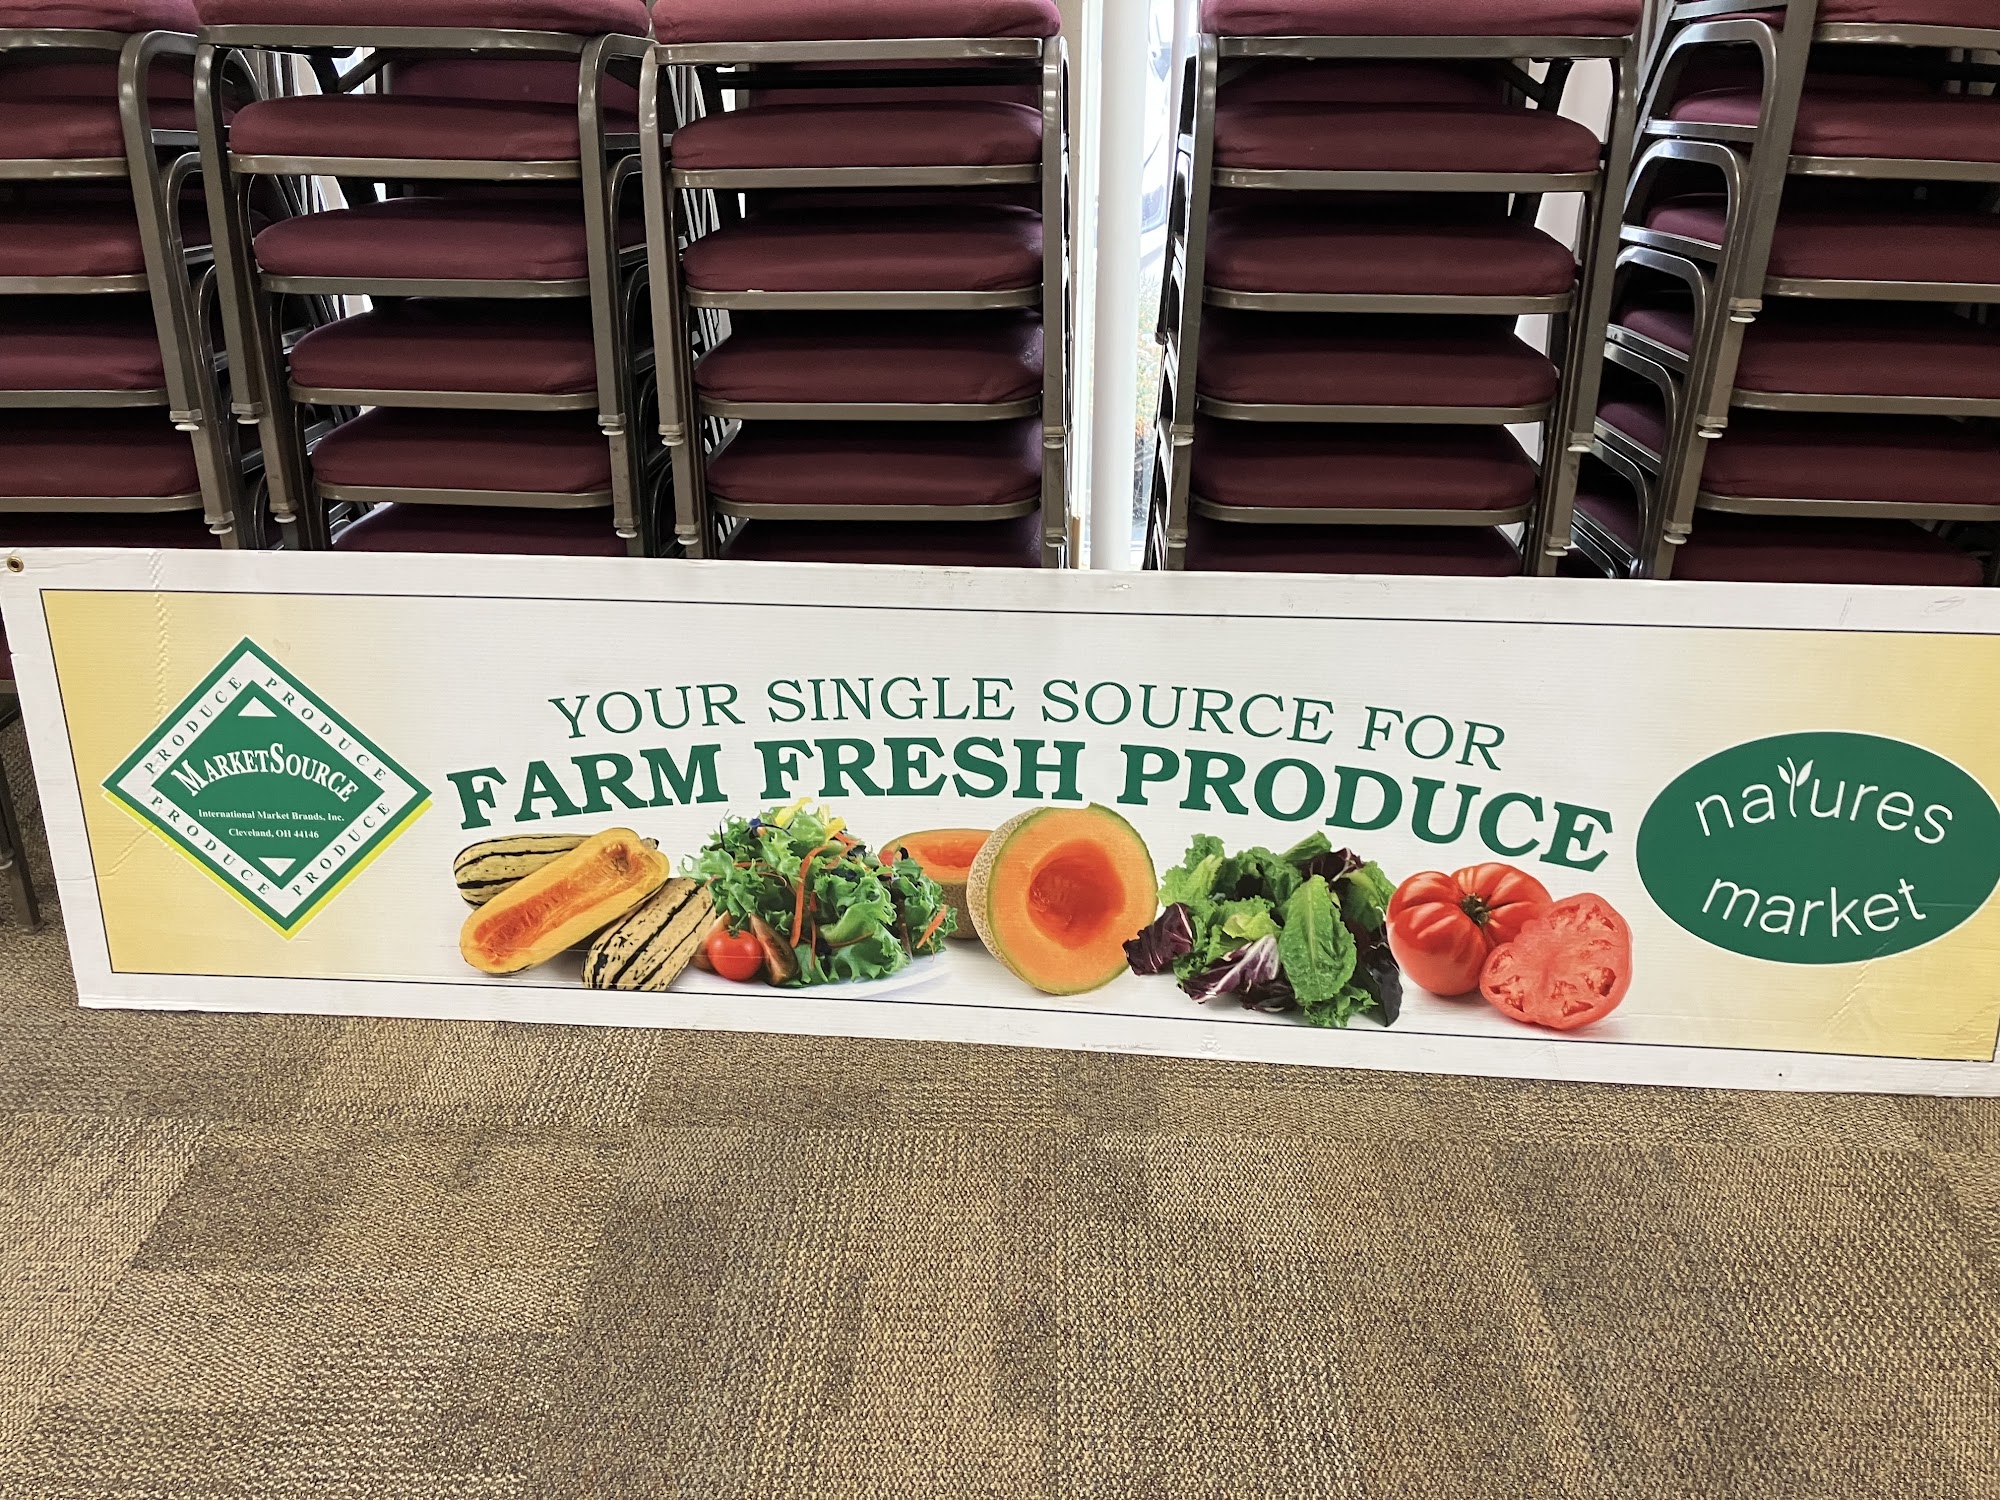 PRODUCE PRODUCE
MARKETSOURCE
International Market Brands, Inc.
Cleveland, OH 44146
PRODUCE PRODUCE
YOUR SINGLE SOURCE FOR
FARM FRESH PRODUCE
natures
market